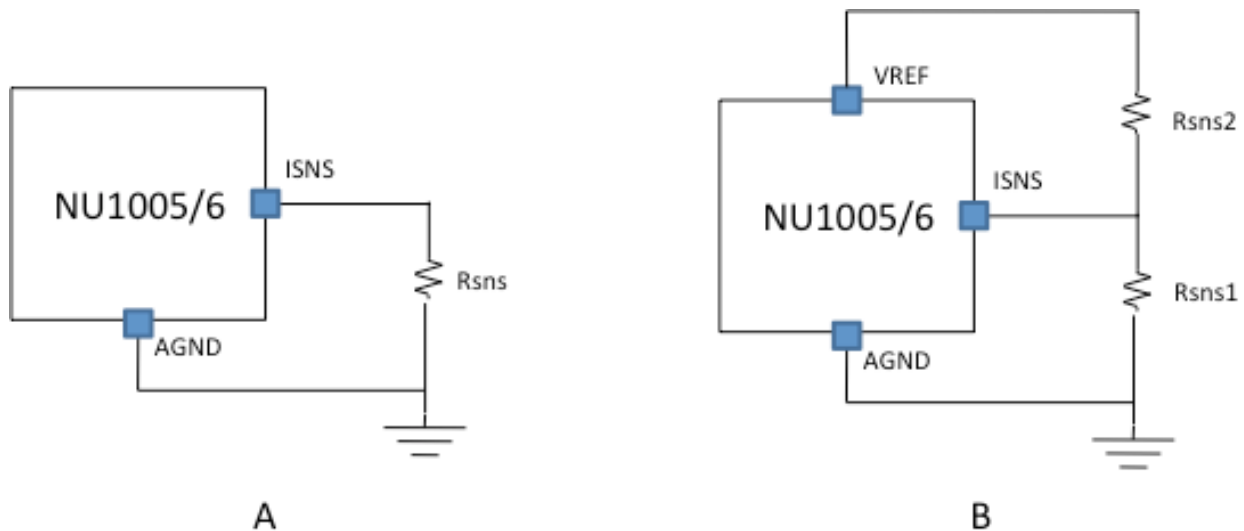 ISNS
NU1005/6
Rsns
AGND
A
VREF
Rsns2
ISNS
NU1005/6
Rsns1
AGND
B